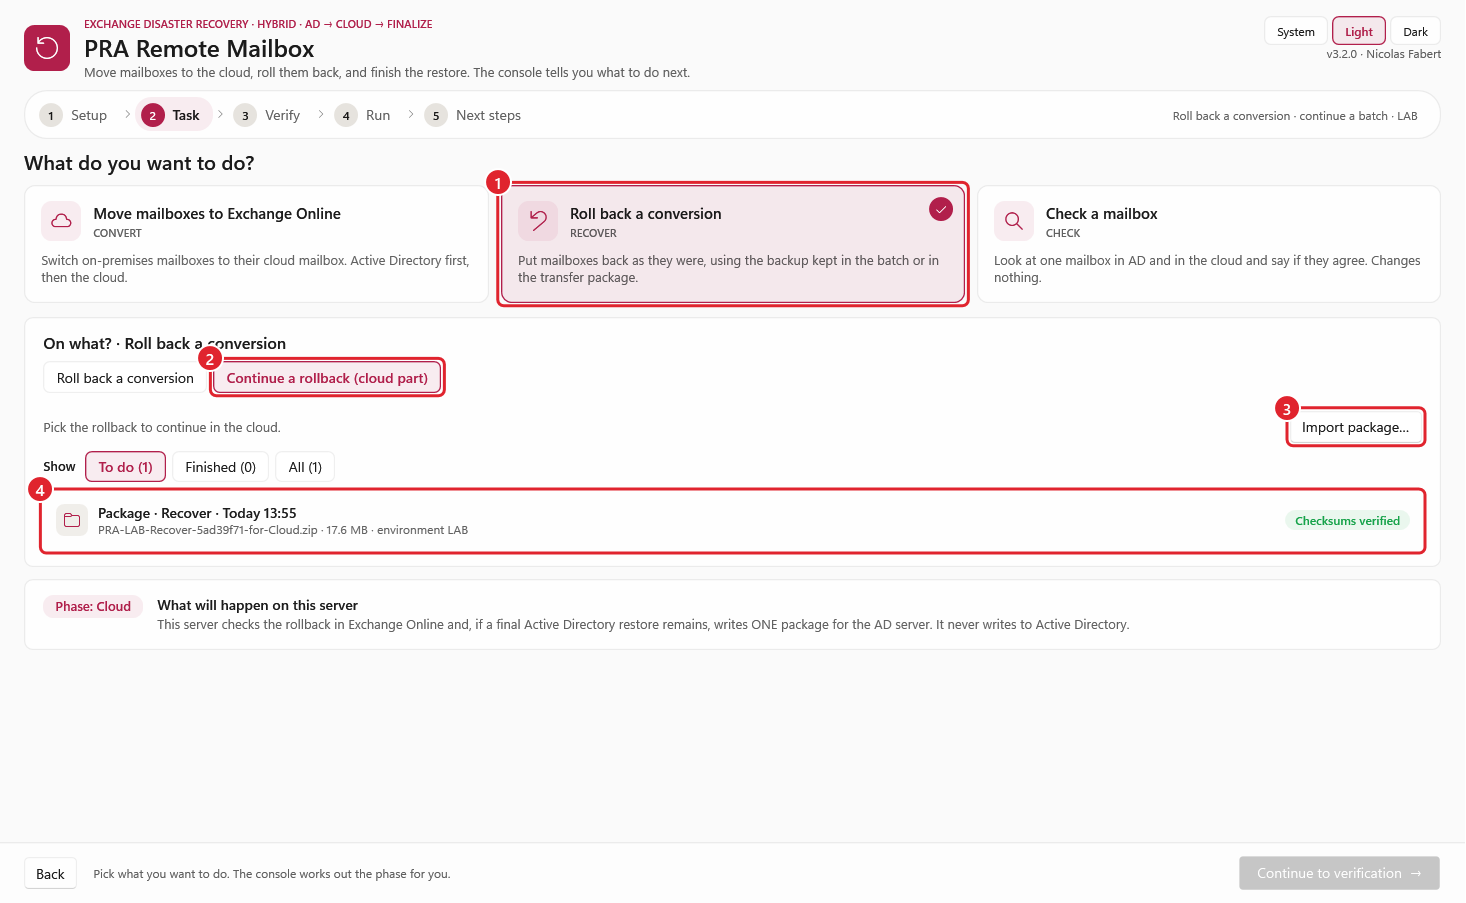 EXCHANGE DISASTER RECOVERY · HYBRID · AD → CLOUD → FINALIZE
PRA Remote Mailbox
Move mailboxes to the cloud, roll them back, and finish the restore. The console tells you what to do next.
System
Light
Dark
v3.2.0 · Nicolas Fabert
1 Setup
2 Task
3 Verify
4 Run
5 Next steps
Roll back a conversion · continue a batch · LAB
What do you want to do?
Move mailboxes to Exchange Online
CONVERT
Switch on-premises mailboxes to their cloud mailbox. Active Directory first,
then the cloud.
1
Roll back a conversion
RECOVER
Put mailboxes back as they were, using the backup kept in the batch or in
the transfer package.
Check a mailbox
CHECK
Look at one mailbox in AD and in the cloud and say if they agree. Changes
nothing.
On what? · Roll back a conversion
Roll back a conversion
2
Continue a rollback (cloud part)
Pick the rollback to continue in the cloud.
3
Import package...
Show
To do (1)
Finished (0)
All (1)
4
Package · Recover · Today 13:55
PRA-LAB-Recover-5ad39f71-for-Cloud.zip · 17.6 MB · environment LAB
Checksums verified
Phase: Cloud
What will happen on this server
This server checks the rollback in Exchange Online and, if a final Active Directory restore remains, writes ONE package for the AD server. It never writes to Active Directory.
Back
Pick what you want to do. The console works out the phase for you.
Continue to verification →